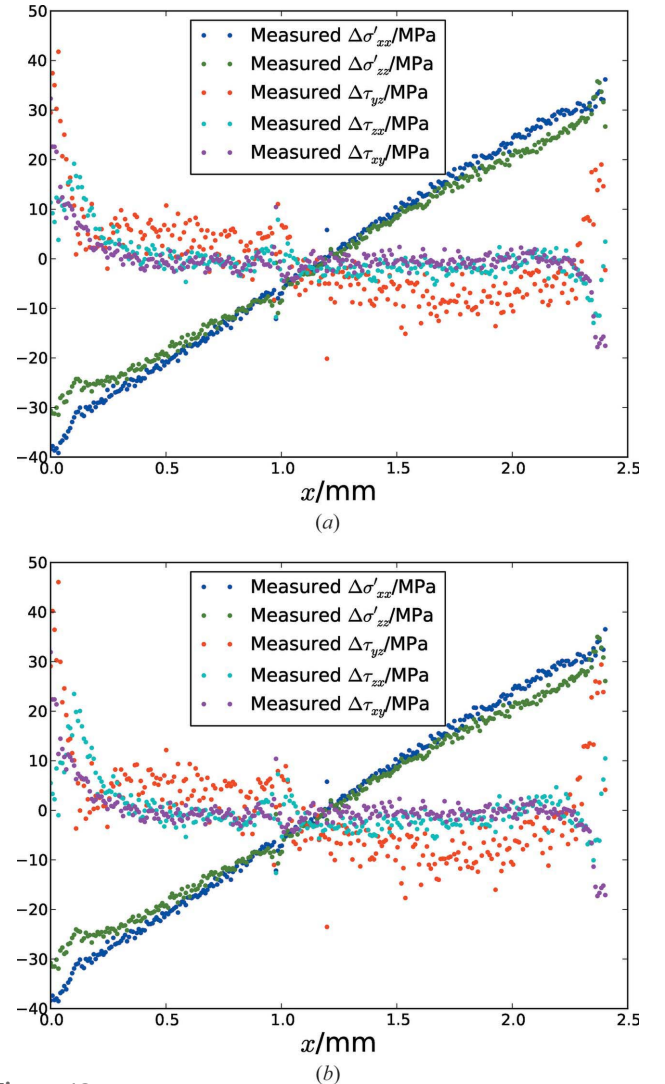 50
40
30
20
10
0
−10
−20
−30
−40
Measured Δσ′xx/MPa
Measured Δσ′zz/MPa
Measured Δτyz/MPa
Measured Δτzx/MPa
Measured Δτxy/MPa
0.0 0.5 1.0 1.5 2.0 2.5
x/mm
(a)
50
40
30
20
10
0
−10
−20
−30
−40
Measured Δσ′xx/MPa
Measured Δσ′zz/MPa
Measured Δτyz/MPa
Measured Δτzx/MPa
Measured Δτxy/MPa
0.0 0.5 1.0 1.5 2.0 2.5
x/mm
(b)